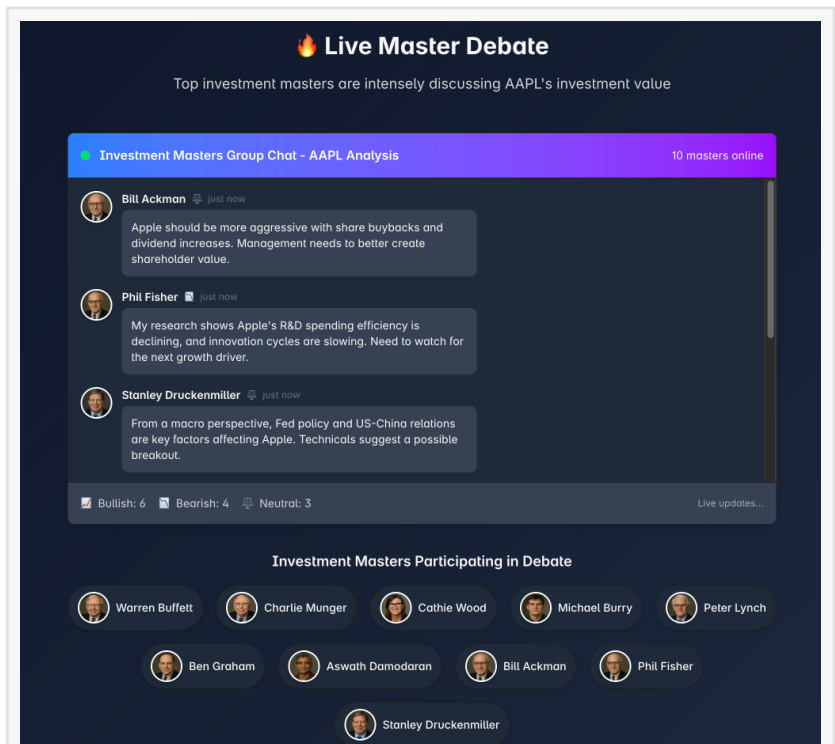 🔥 Live Master Debate
Top investment masters are intensely discussing AAPL's investment value
Investment Masters Group Chat - AAPL Analysis
10 masters online
Bill Ackman just now
Apple should be more aggressive with share buybacks and
dividend increases. Management needs to better create
shareholder value.
Phil Fisher just now
My research shows Apple's R&D spending efficiency is
declining, and innovation cycles are slowing. Need to watch for
the next growth driver.
Stanley Druckenmiller just now
From a macro perspective, Fed policy and US-China relations
are key factors affecting Apple. Technicals suggest a possible
breakout.
Bullish: 6 Bearish: 4 Neutral: 3
Live updates...
Investment Masters Participating in Debate
Warren Buffett Charlie Munger Cathie Wood Michael Burry Peter Lynch
Ben Graham Aswath Damodaran Bill Ackman Phil Fisher
Stanley Druckenmiller